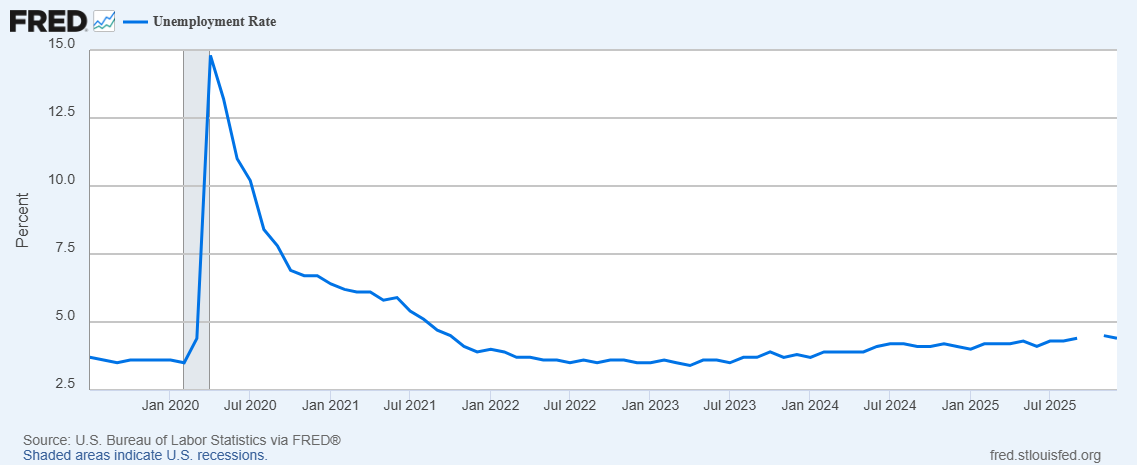 FRED® Unemployment Rate
15.0
12.5
10.0
7.5
5.0
2.5
Percent
Jan 2020 Jul 2020 Jan 2021 Jul 2021 Jan 2022 Jul 2022 Jan 2023 Jul 2023 Jan 2024 Jul 2024 Jan 2025 Jul 2025
Source: U.S. Bureau of Labor Statistics via FRED®
Shaded areas indicate U.S. recessions.
fred.stlouisfed.org